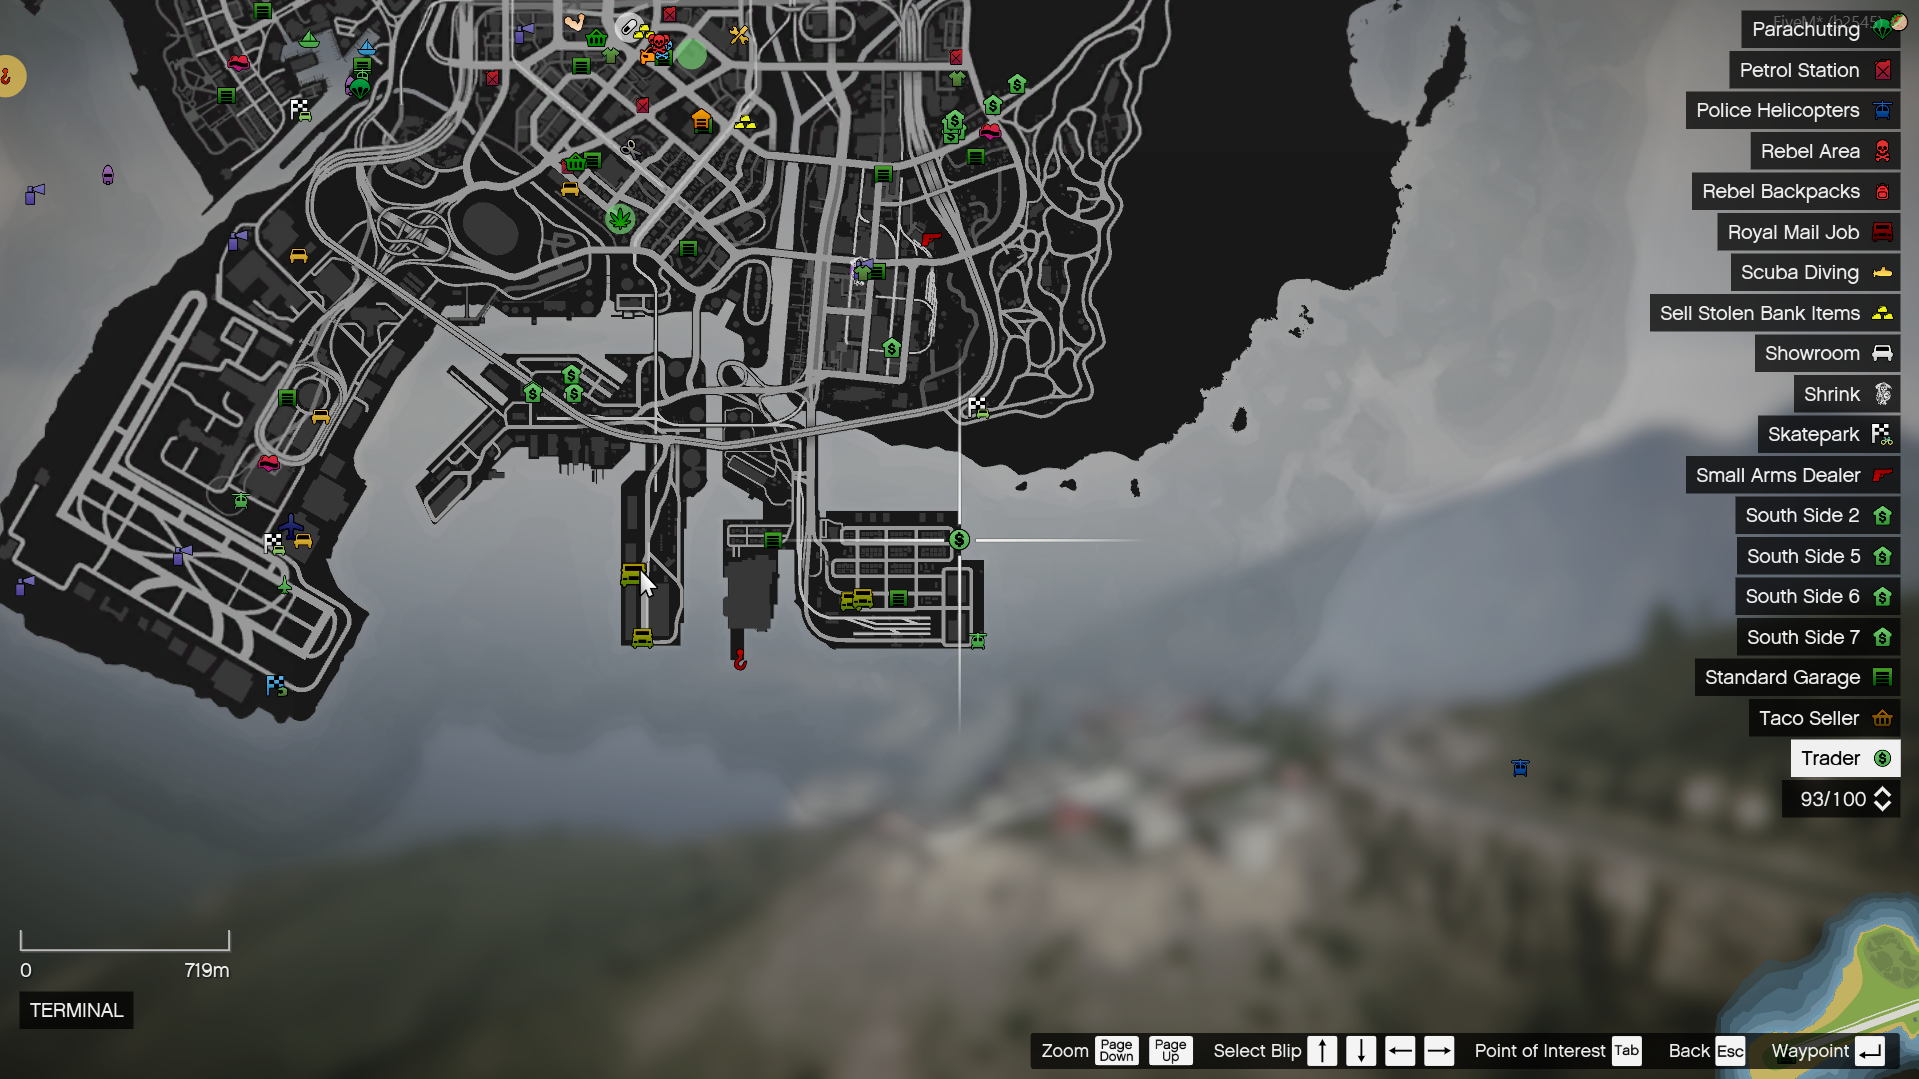 FiveM* (b2545)
Parachuting
Petrol Station
Police Helicopters
Rebel Area
Rebel Backpacks
Royal Mail Job
Scuba Diving
Sell Stolen Bank Items
Showroom
Shrink
Skatepark
Small Arms Dealer
South Side 2
South Side 5
South Side 6
South Side 7
Standard Garage
Taco Seller
Trader
93/100
0 719m
TERMINAL
Zoom Page Down Page Up Select Blip ↑ ↓ ← → Point of Interest Tab Back Esc Waypoint